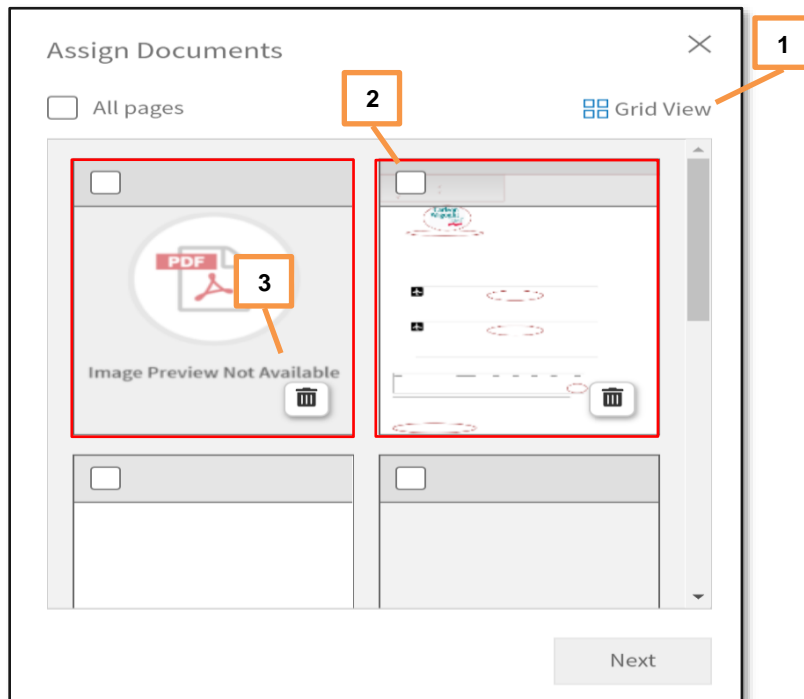 Assign Documents
1
All pages
2
Grid View
PDF
3
Image Preview Not Available
Next